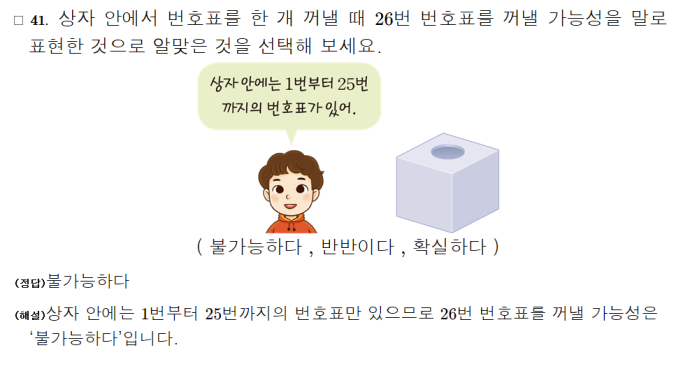 □ 41. 상자 안에서 번호표를 한 개 꺼낼 때 26번 번호표를 꺼낼 가능성을 말로
표현한 것으로 알맞은 것을 선택해 보세요.
상자 안에는 1번부터 25번
까지의 번호표가 있어.
( 불가능하다 , 반반이다 , 확실하다 )
(정답)불가능하다
(해설)상자 안에는 1번부터 25번까지의 번호표만 있으므로 26번 번호표를 꺼낼 가능성은
‘불가능하다’입니다.